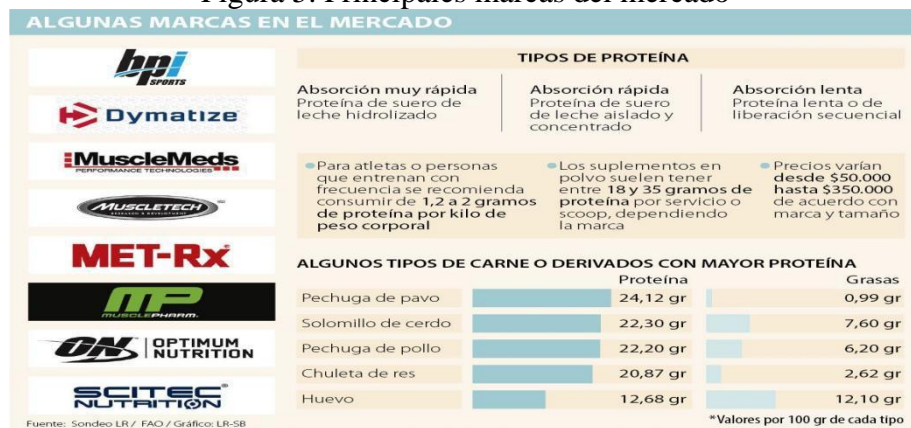 Figura 3. Principales marcas del mercado
ALGUNAS MARCAS EN EL MERCADO
bpi
SPORTS
Dymatize
MuscleMeds
PERFORMANCE TECHNOLOGIES
MUSCLETECH
RESEARCH & DEVELOPMENT
MET-Rx
MP
MUSCLEPHARM
ON OPTIMUM
NUTRITION
SCITEC
NUTRITION
TIPOS DE PROTEÍNA
Absorción muy rápida
Proteína de suero de
leche hidrolizado
Absorción rápida
Proteína de suero
de leche aislado y
concentrado
Absorción lenta
Proteína lenta o de
liberación secuencial
Para atletas o personas
que entrenan con
frecuencia se recomienda
consumir de 1,2 a 2 gramos
de proteína por kilo de
peso corporal
Los suplementos en
polvo suelen tener
entre 18 y 35 gramos de
proteína por servicio o
scoop, dependiendo
la marca
Precios varían
desde $50.000
hasta $350.000
de acuerdo con
marca y tamaño
ALGUNOS TIPOS DE CARNE O DERIVADOS CON MAYOR PROTEÍNA
Proteína Grasas
Pechuga de pavo 24,12 gr 0,99 gr
Solomillo de cerdo 22,30 gr 7,60 gr
Pechuga de pollo 22,20 gr 6,20 gr
Chuleta de res 20,87 gr 2,62 gr
Huevo 12,68 gr 12,10 gr
Fuente: Sondeo LR / FAO / Gráfico: LR-SB
*Valores por 100 gr de cada tipo